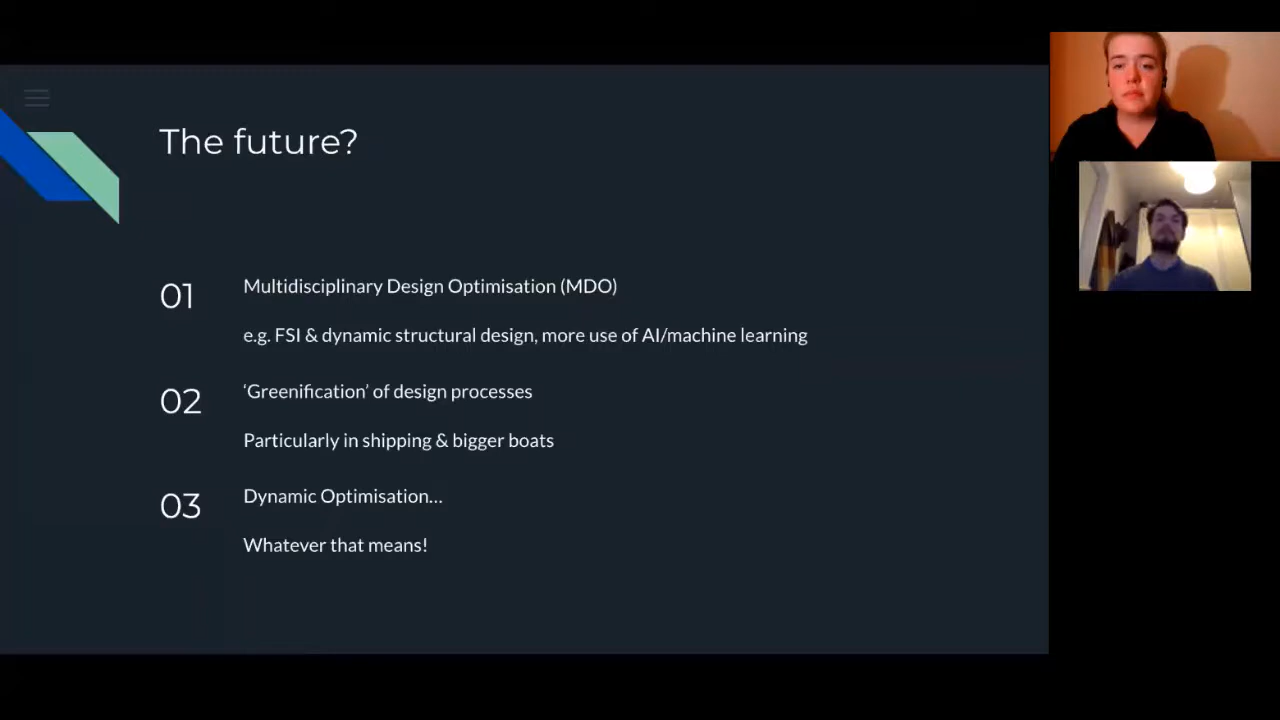 The future?
01
Multidisciplinary Design Optimisation (MDO)
e.g. FSI & dynamic structural design, more use of AI/machine learning
02
‘Greenification’ of design processes
Particularly in shipping & bigger boats
03
Dynamic Optimisation...
Whatever that means!